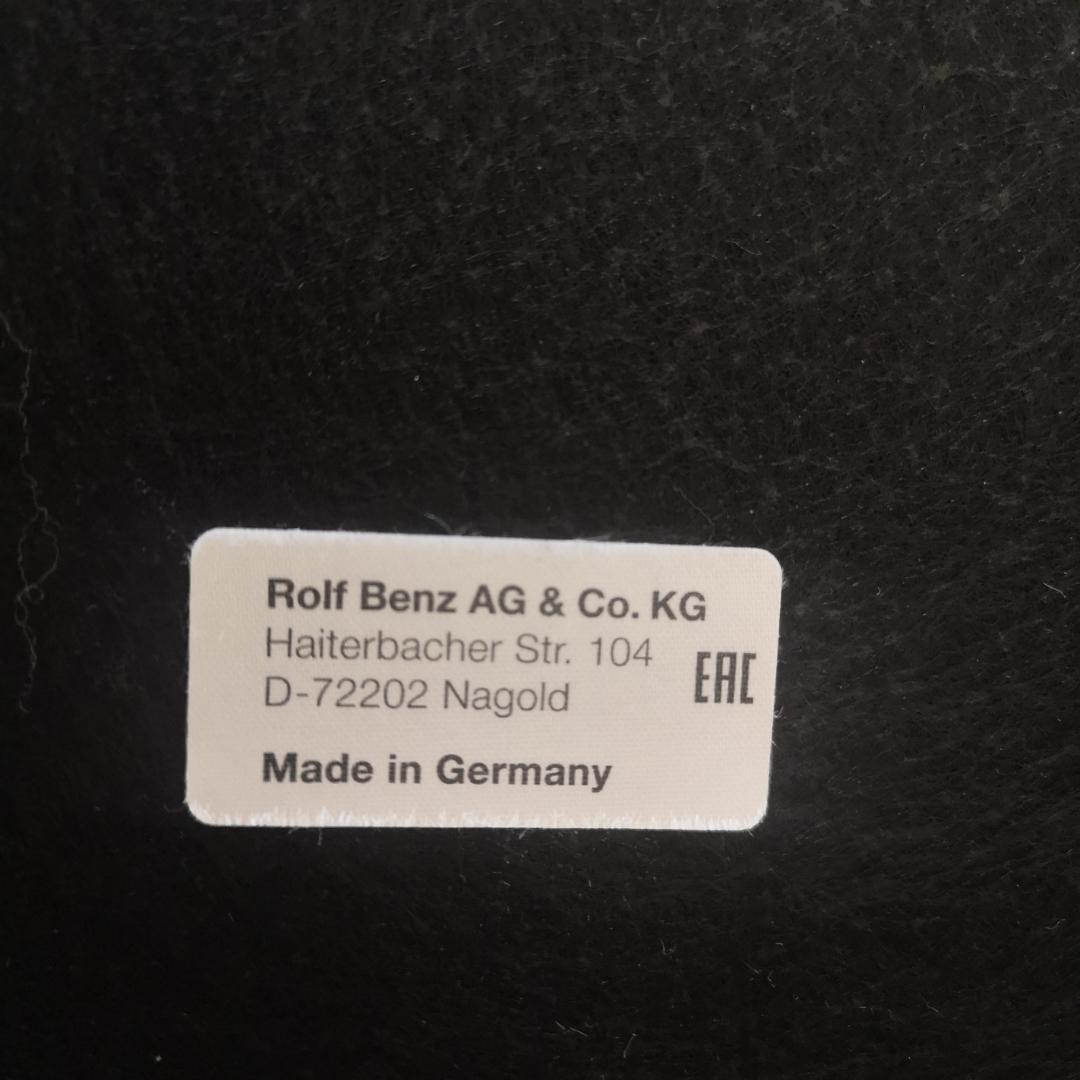 Rolf Benz AG & Co. KG
Haiterbacher Str. 104
D-72202 Nagold
EAC
Made in Germany